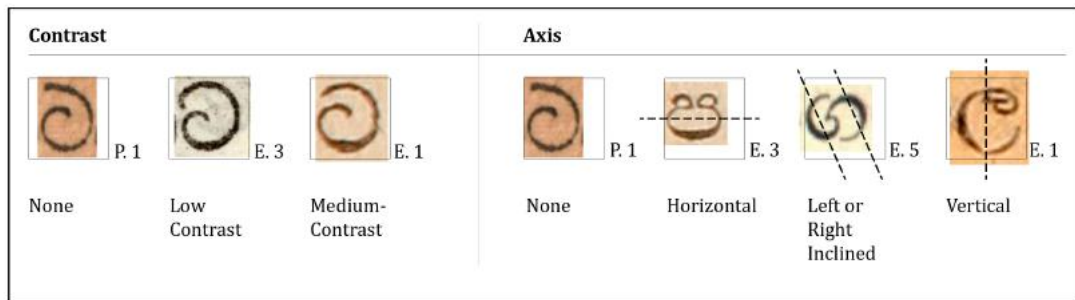 Contrast
Axis
P. 1
E. 3
E. 1
P. 1
E. 3
E. 5
E. 1
None
Low
Contrast
Medium-
Contrast
None
Horizontal
Left or
Right
Inclined
Vertical